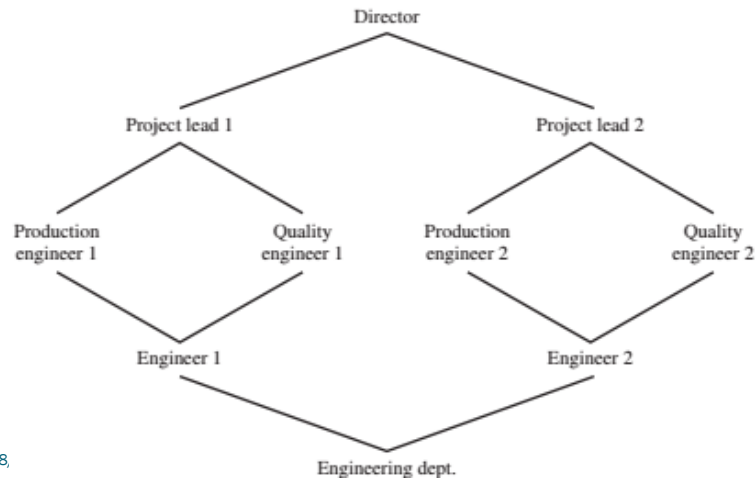 Director
Project lead 1
Project lead 2
Production
engineer 1
Quality
engineer 1
Production
engineer 2
Quality
engineer 2
Engineer 1
Engineer 2
8,
Engineering dept.